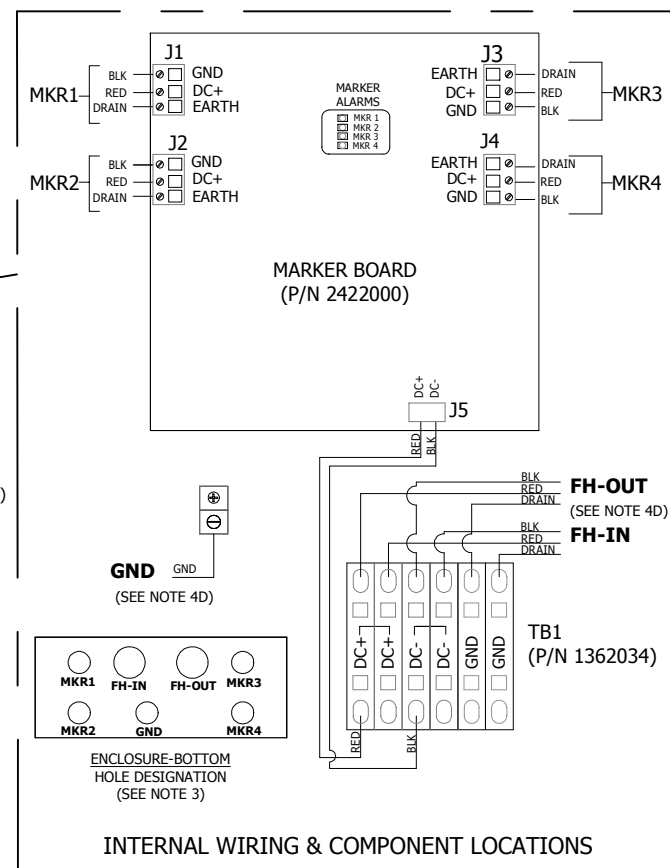 J1
BLK GND
MKR1 RED DC+
DRAIN EARTH
J2
BLK GND
MKR2 RED DC+
DRAIN EARTH
MARKER
ALARMS
MKR 1
MKR 2
MKR 3
MKR 4
J3
EARTH DRAIN
DC+ RED MKR3
GND BLK
J4
EARTH DRAIN
DC+ RED MKR4
GND BLK
MARKER BOARD
(P/N 2422000)
DC+
DC-
J5
RED
BLK
)
GND GND
(SEE NOTE 4D)
BLK
RED
DRAIN
FH-OUT
(SEE NOTE 4D)
BLK
RED
DRAIN
FH-IN
DC+ DC+ DC- DC- GND GND
TB1
(P/N 1362034)
RED
BLK
MKR1 FH-IN FH-OUT MKR3
MKR2 GND MKR4
ENCLOSURE-BOTTOM
HOLE DESIGNATION
(SEE NOTE 3)
INTERNAL WIRING & COMPONENT LOCATIONS